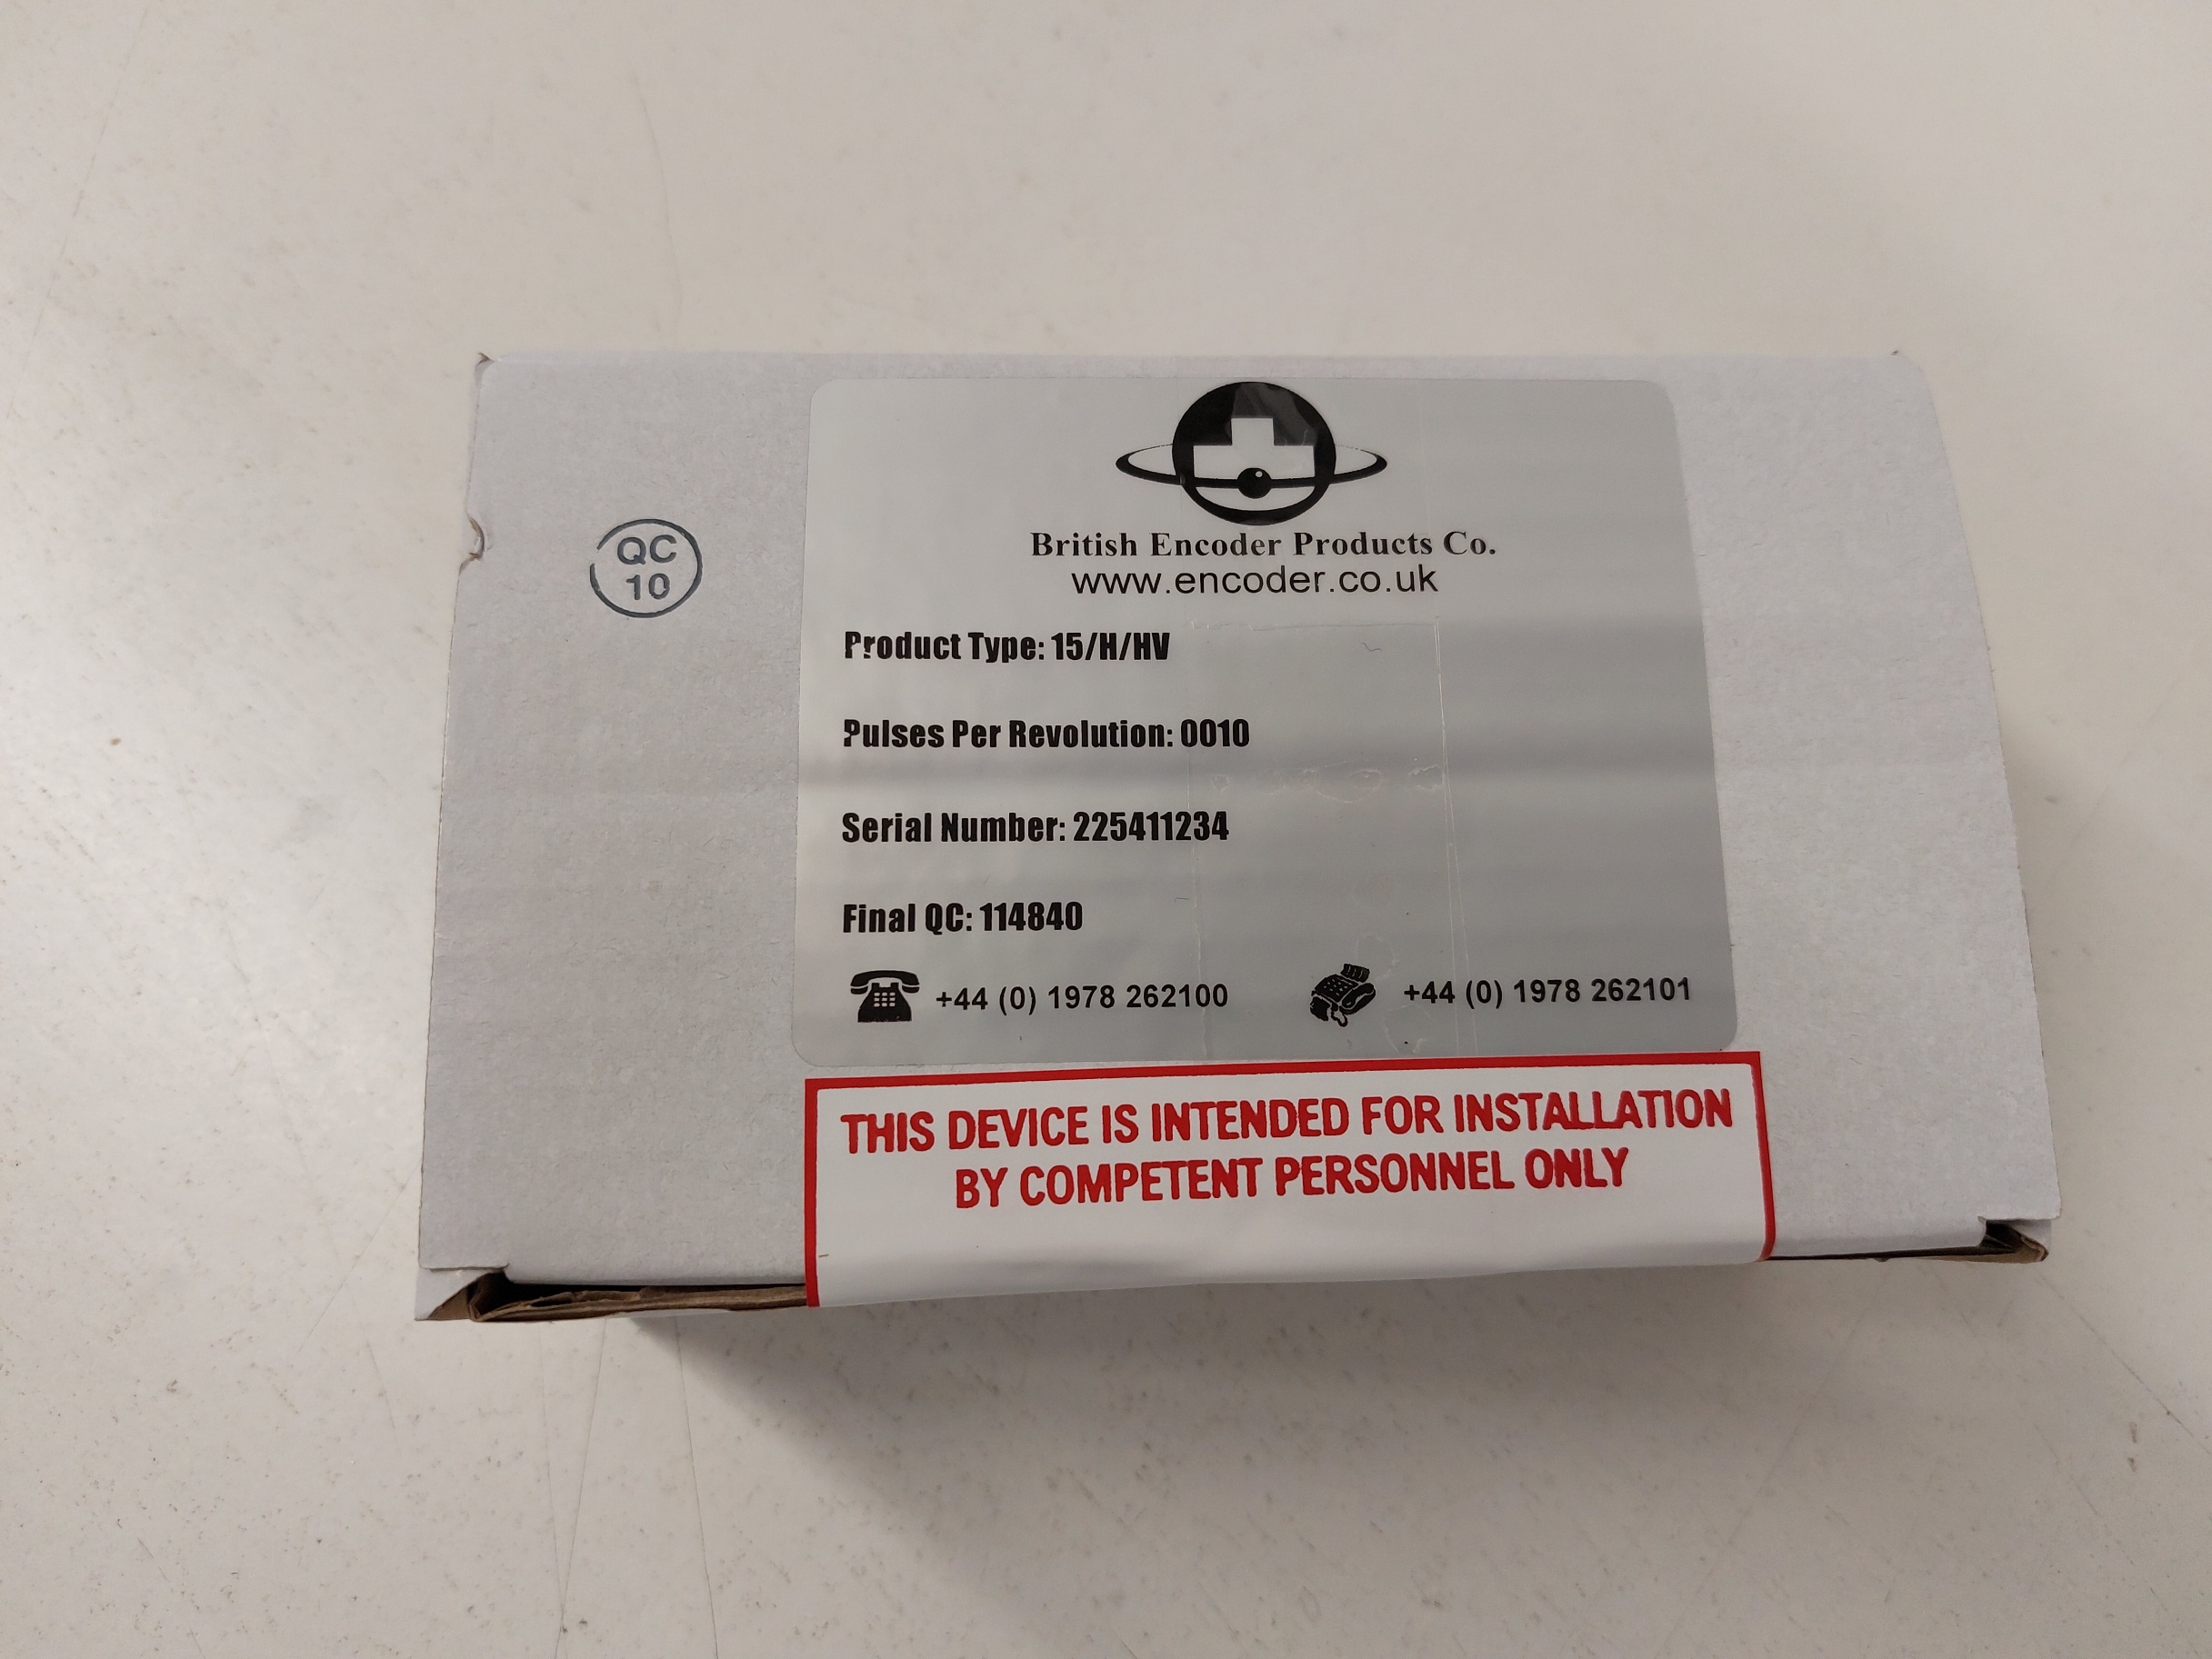 QC
10
British Encoder Products Co.
www.encoder.co.uk
Product Type: 15/H/HV
Pulses Per Revolution: 0010
Serial Number: 225411234
Final QC: 114840
+44 (0) 1978 262100 +44 (0) 1978 262101
THIS DEVICE IS INTENDED FOR INSTALLATION
BY COMPETENT PERSONNEL ONLY